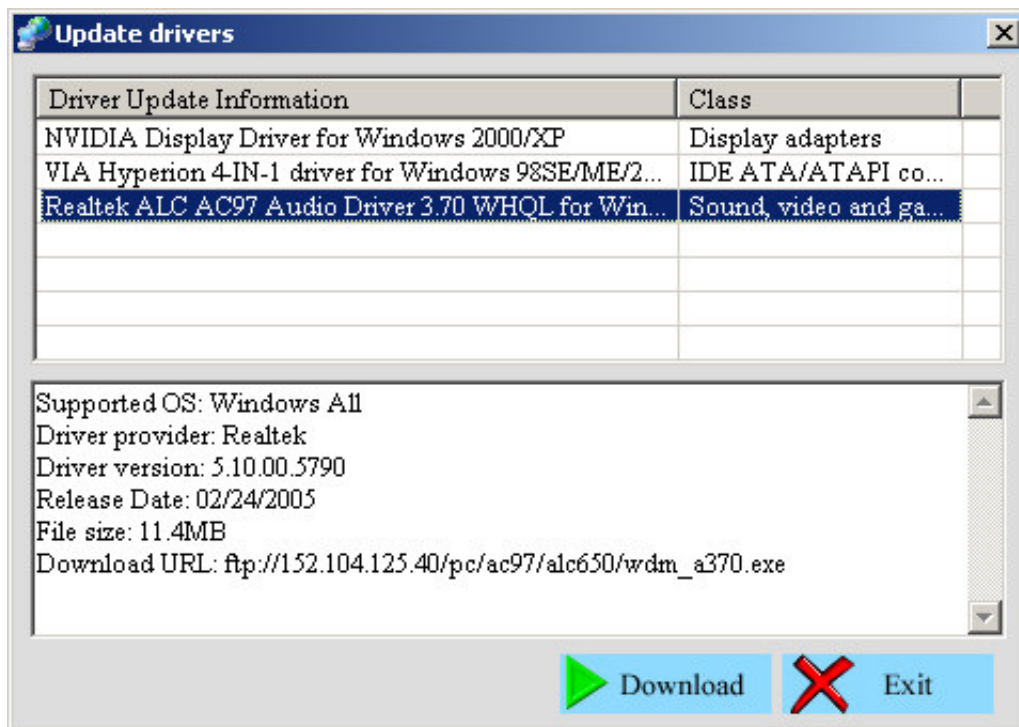 Update drivers
Driver Update Information Class
NVIDIA Display Driver for Windows 2000/XP Display adapters
VIA Hyperion 4-IN-1 driver for Windows 98SE/ME/2... IDE ATA/ATAPI co...
Realtek ALC AC97 Audio Driver 3.70 WHQL for Win... Sound, video and ga...
Supported OS: Windows All
Driver provider: Realtek
Driver version: 5.10.00.5790
Release Date: 02/24/2005
File size: 11.4MB
Download URL: ftp://152.104.125.40/pc/ac97/alc650/wdm_a370.exe
Download Exit